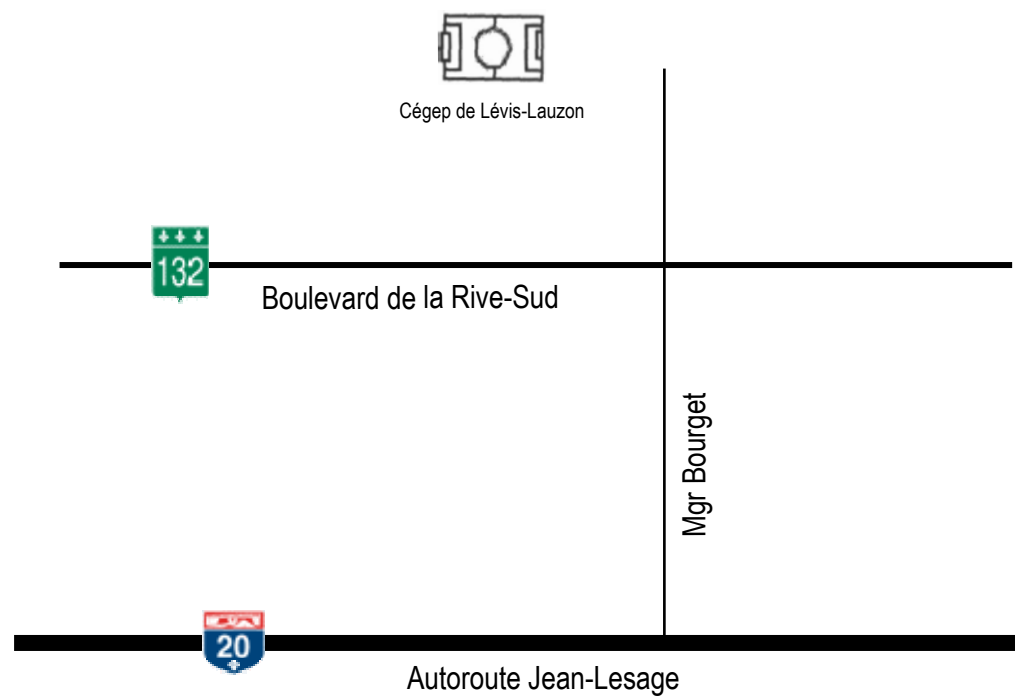 Cégep de Lévis-Lauzon
132
Boulevard de la Rive-Sud
Mgr Bourget
20
Autoroute Jean-Lesage